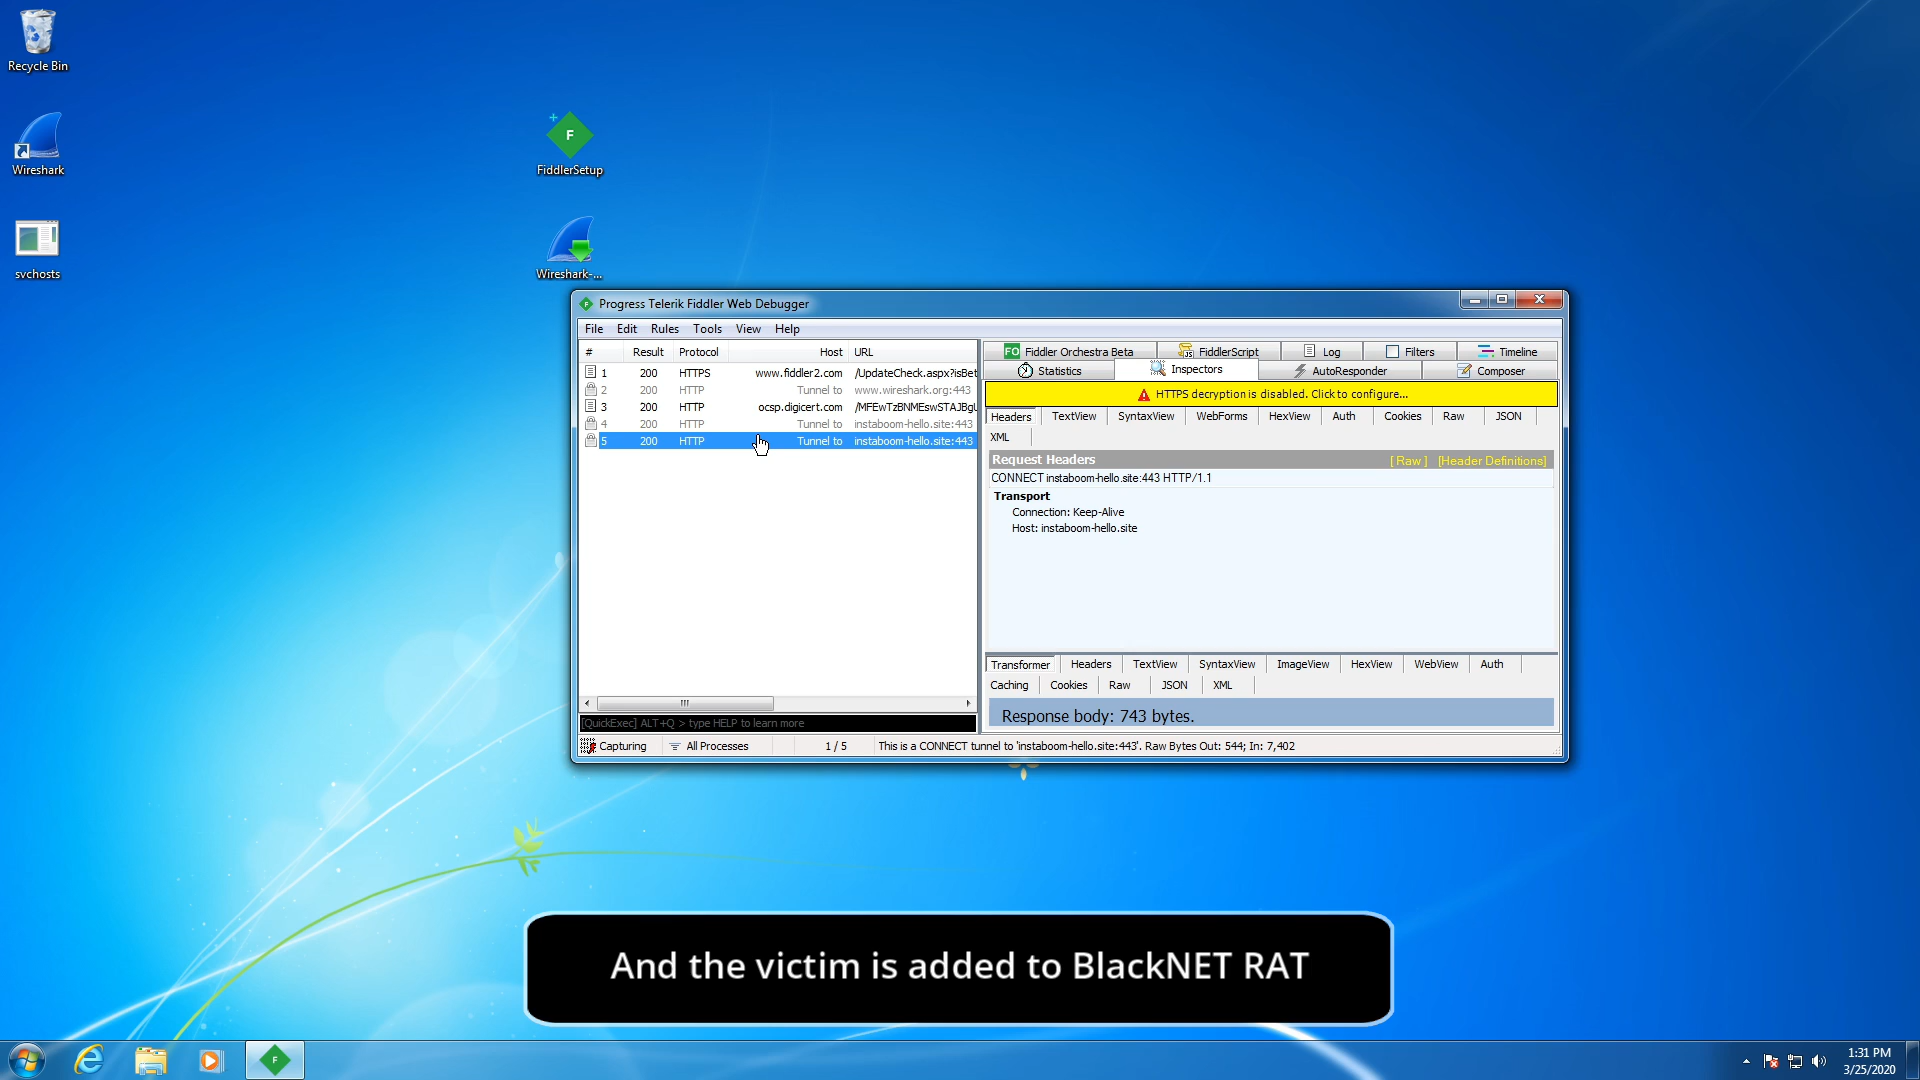 Recycle Bin
Wireshark
svchosts
FiddlerSetup
Wireshark-...
Progress Telerik Fiddler Web Debugger
File Edit Rules Tools View Help
# Result Protocol Host URL
1 200 HTTPS www.fiddler2.com /UpdateCheck.aspx?isBet
2 200 HTTP Tunnel to www.wireshark.org:443
3 200 HTTP ocsp.digicert.com /MFEwTzBNMEswSTAJBgU
4 200 HTTP Tunnel to instaboom-hello.site:443
5 200 HTTP Tunnel to instaboom-hello.site:443
[QuickExec] ALT+Q > type HELP to learn more
Capturing All Processes 1 / 5 This is a CONNECT tunnel to 'instaboom-hello.site:443'. Raw Bytes Out: 544; In: 7,402
FO Fiddler Orchestra Beta FiddlerScript Log Filters Timeline
Statistics Inspectors AutoResponder Composer
HTTPS decryption is disabled. Click to configure...
Headers TextView SyntaxView WebForms HexView Auth Cookies Raw JSON
XML
Request Headers [ Raw ] [Header Definitions]
CONNECT instaboom-hello.site:443 HTTP/1.1
Transport
Connection: Keep-Alive
Host: instaboom-hello.site
Transformer Headers TextView SyntaxView ImageView HexView WebView Auth
Caching Cookies Raw JSON XML
Response body: 743 bytes.
And the victim is added to BlackNET RAT
1:31 PM
3/25/2020